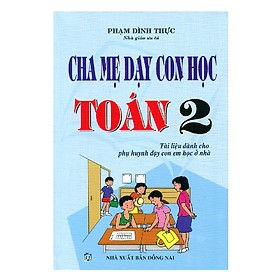 PHẠM ĐÌNH THỰC
Nhà giáo ưu tú
CHA MẸ DẠY CON HỌC
TOÁN 2
Tài liệu dành cho
phụ huynh dạy con em học ở nhà
NHÀ XUẤT BẢN ĐỒNG NAI